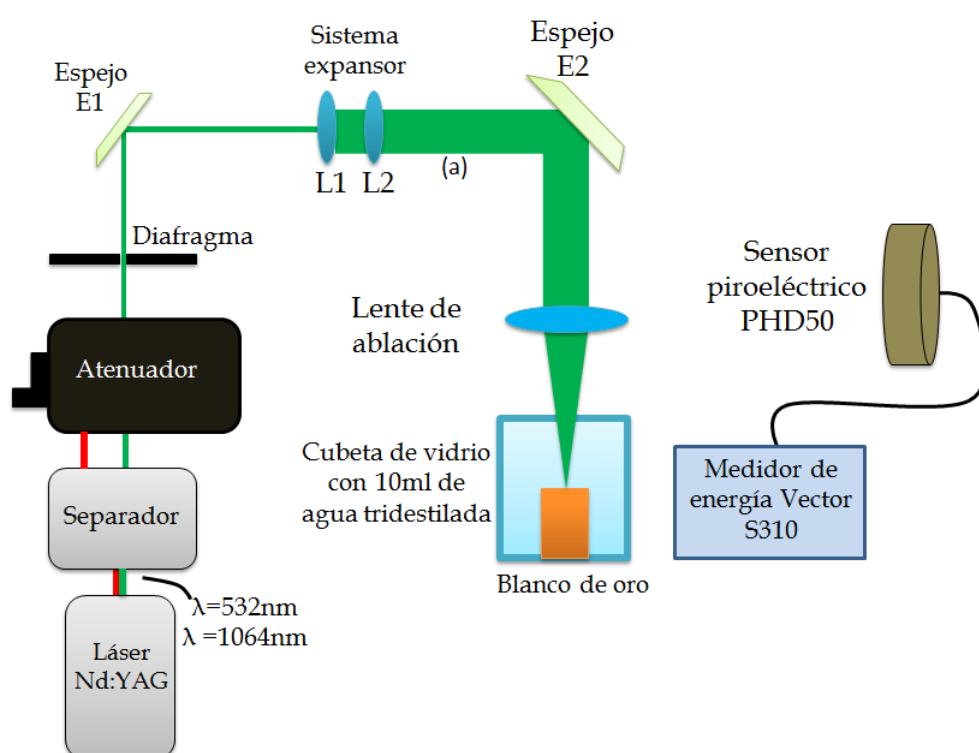 Sistema
expansor
Espejo
E2
Espejo
E1
L1
L2
(a)
Diafragma
Sensor
piroeléctrico
PHD50
Lente de
ablación
Atenuador
Cubeta de vidrio
con 10ml de
agua tridestilada
Medidor de
energía Vector
S310
Separador
Blanco de oro
λ=532nm
λ =1064nm
Láser
Nd:YAG